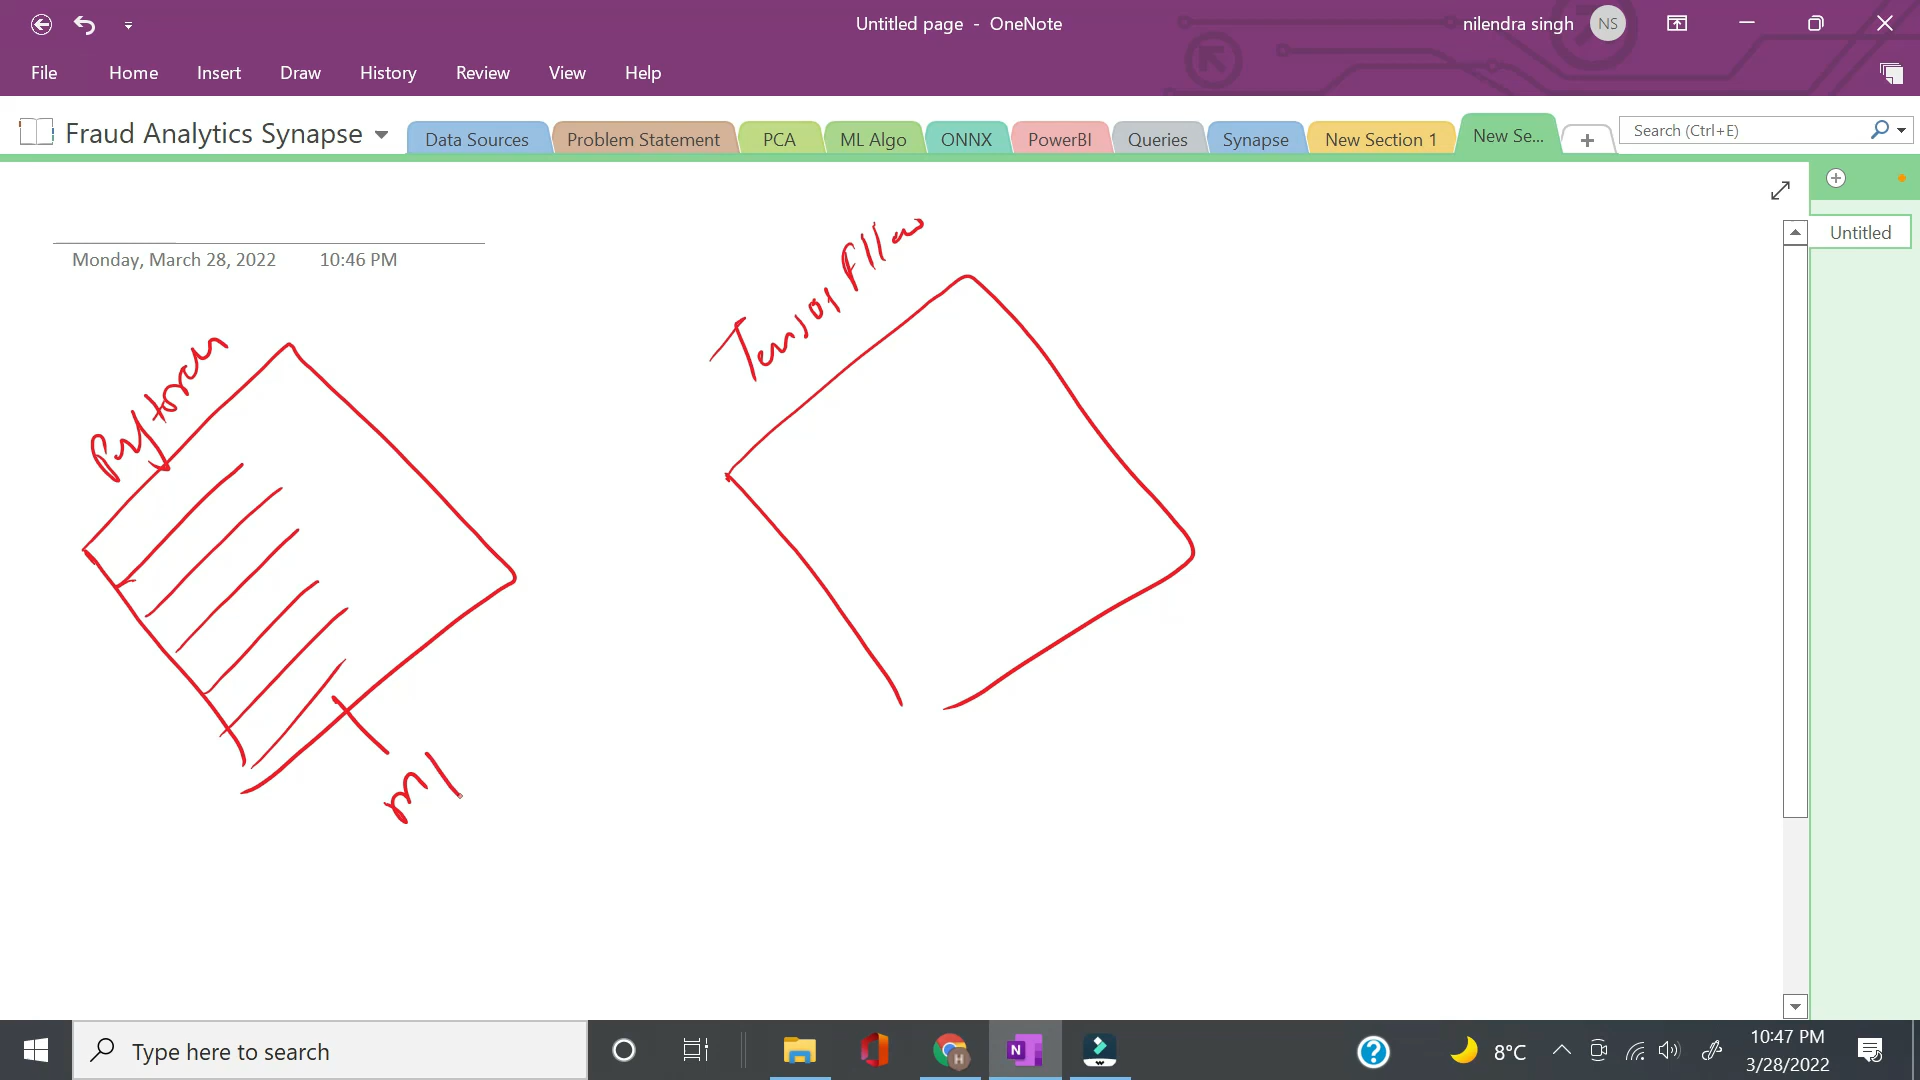 Untitled page - OneNote
nilendra singh
NS
File Home Insert Draw History Review View Help
Fraud Analytics Synapse
Data Sources
Problem Statement
PCA
ML Algo
ONNX
PowerBI
Queries
Synapse
New Section 1
New Se...
Search (Ctrl+E)
Untitled
Monday, March 28, 2022 10:46 PM
Pytorch
Tensor Fllow
Ml
Type here to search
N
H
8°C
10:47 PM
3/28/2022